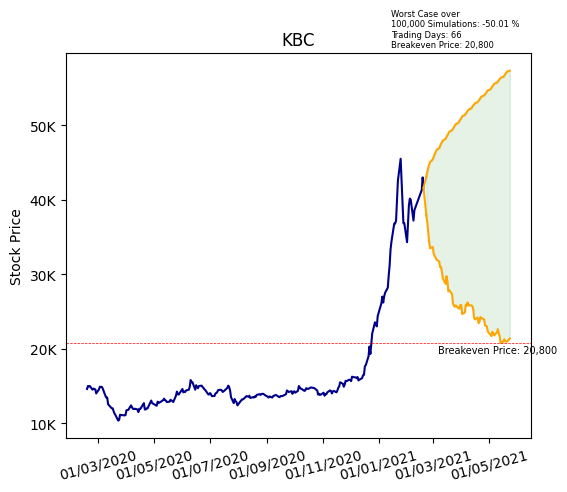 Worst Case over
100,000 Simulations: -50.01 %
Trading Days: 66
Breakeven Price: 20,800
KBC
Stock Price
50K
40K
30K
20K
10K
Breakeven Price: 20,800
01/03/2020
01/05/2020
01/07/2020
01/09/2020
01/11/2020
01/01/2021
01/03/2021
01/05/2021